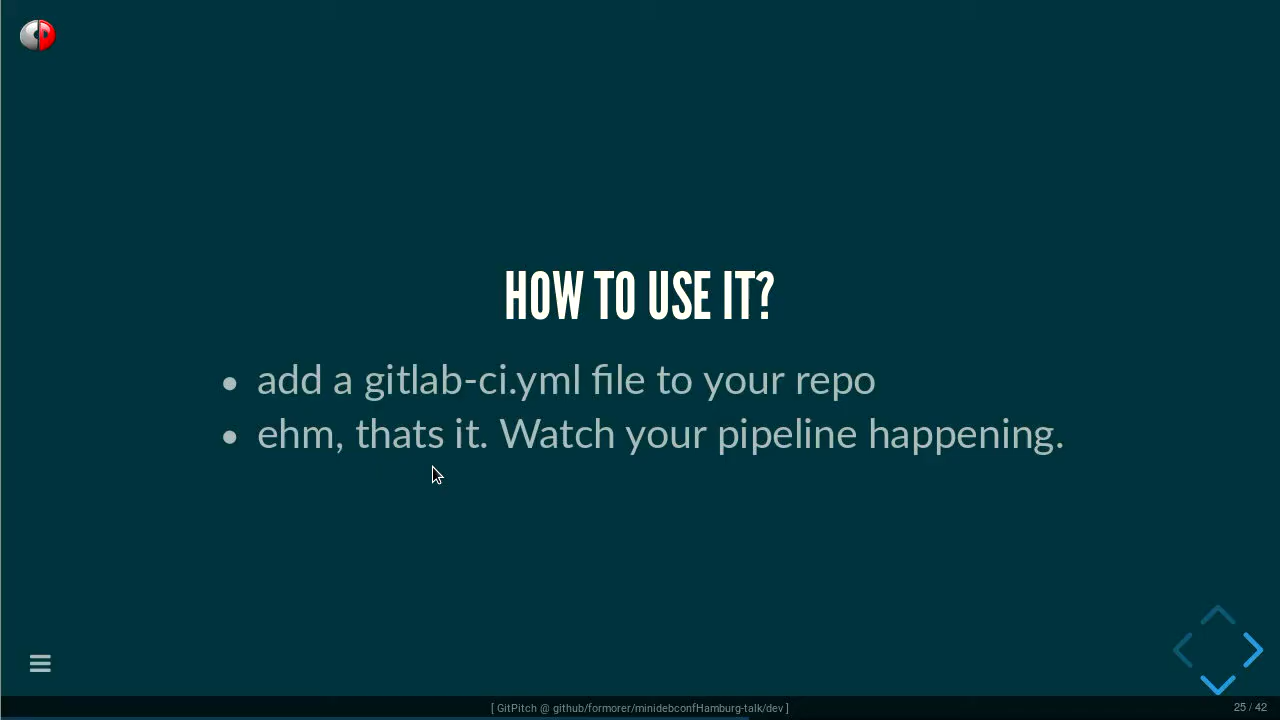 HOW TO USE IT?
• add a gitlab-ci.yml file to your repo
• ehm, thats it. Watch your pipeline happening.
[ GitPitch @ github/formorer/minidebconfHamburg-talk/dev ]
25 / 42